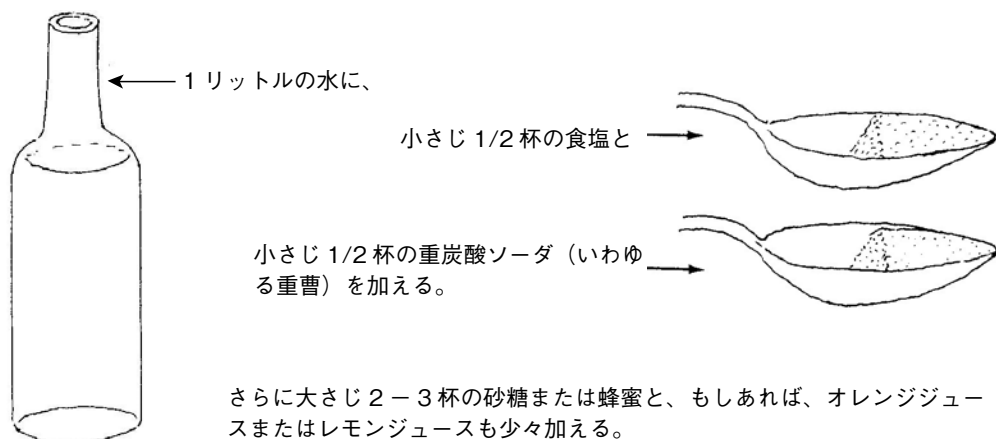 1 リットルの水に、
小さじ 1/2 杯の食塩と
小さじ 1/2 杯の重炭酸ソーダ(いわゆ
る重曹)を加える。
さらに大さじ 2 − 3 杯の砂糖または蜂蜜と、もしあれば、オレンジジュー
スまたはレモンジュースも少々加える。